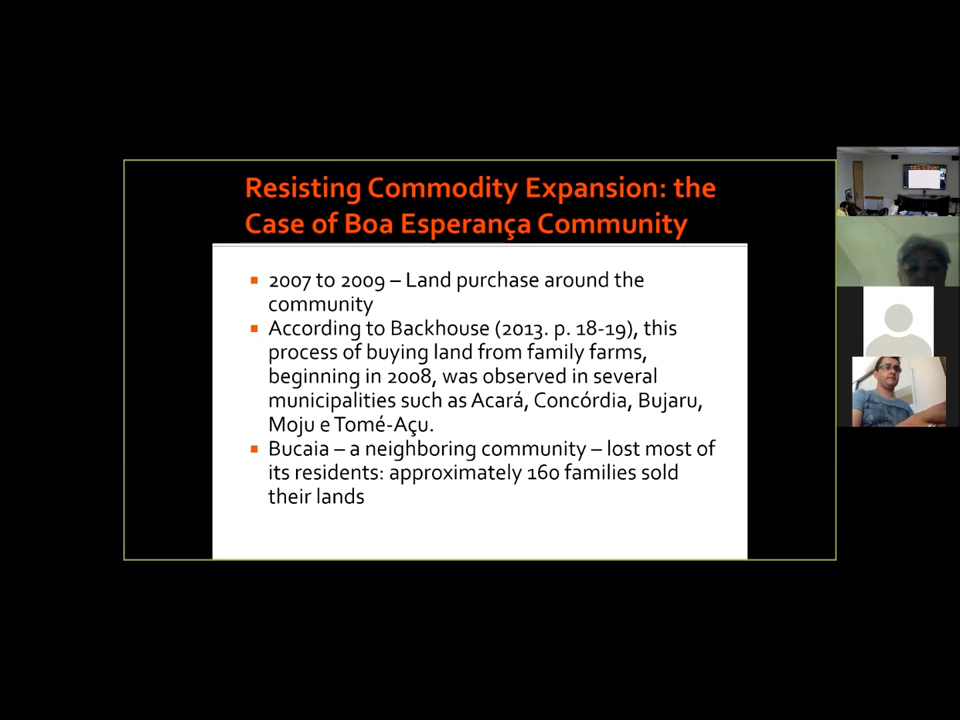 Resisting Commodity Expansion: the
Case of Boa Esperança Community
▪ 2007 to 2009 – Land purchase around the
community
▪ According to Backhouse (2013. p. 18-19), this
process of buying land from family farms,
beginning in 2008, was observed in several
municipalities such as Acará, Concórdia, Bujaru,
Moju e Tomé-Açu.
▪ Bucaia – a neighboring community – lost most of
its residents: approximately 160 families sold
their lands